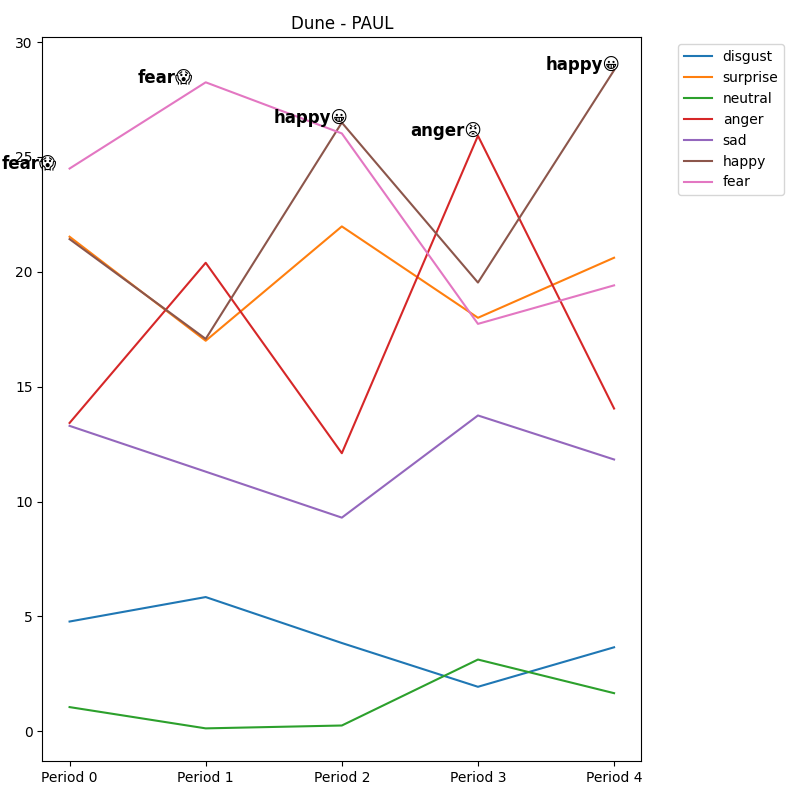 Dune - PAUL
30
25
20
15
10
5
0
fear😱
fear😱
happy😀
anger😡
happy😀
Period 0
Period 1
Period 2
Period 3
Period 4
disgust
surprise
neutral
anger
sad
happy
fear